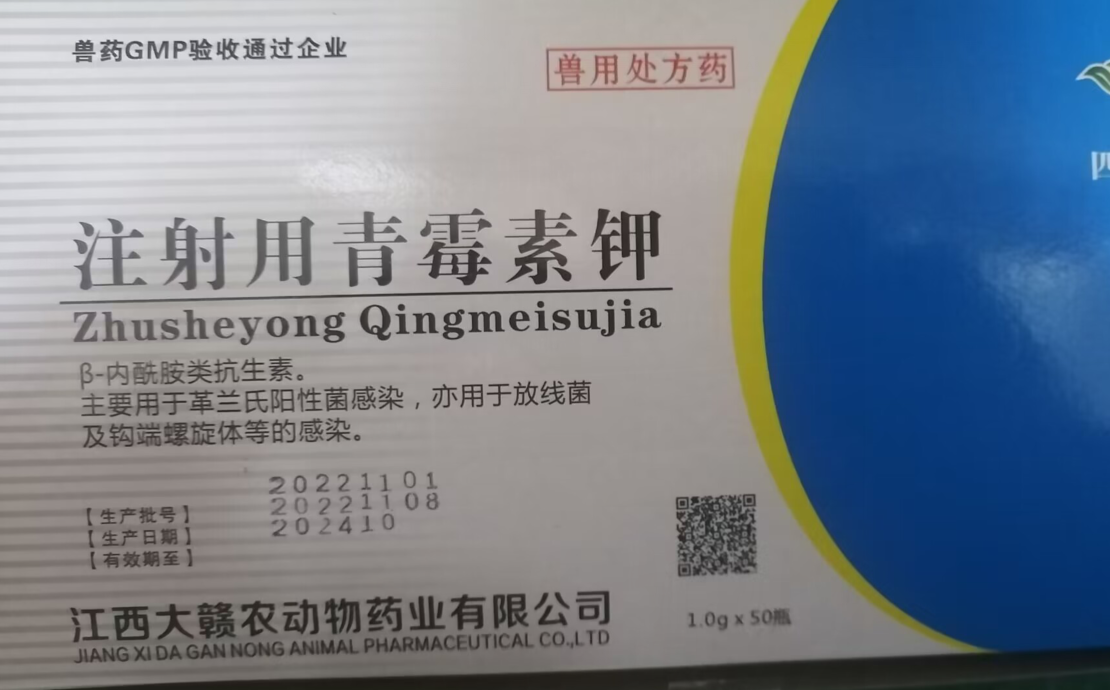 兽药GMP验收通过企业
兽用处方药
注射用青霉素钾
Zhusheyong Qingmeisujia
β-内酰胺类抗生素。
主要用于革兰氏阳性菌感染，亦用于放线菌
及钩端螺旋体等的感染。
20221101
20221108
202410
【生产批号】
【生产日期】
【有效期至】
江西大赣农动物药业有限公司
JIANG XI DA GAN NONG ANIMAL PHARMACEUTICAL CO.,LTD
1.0g x 50瓶